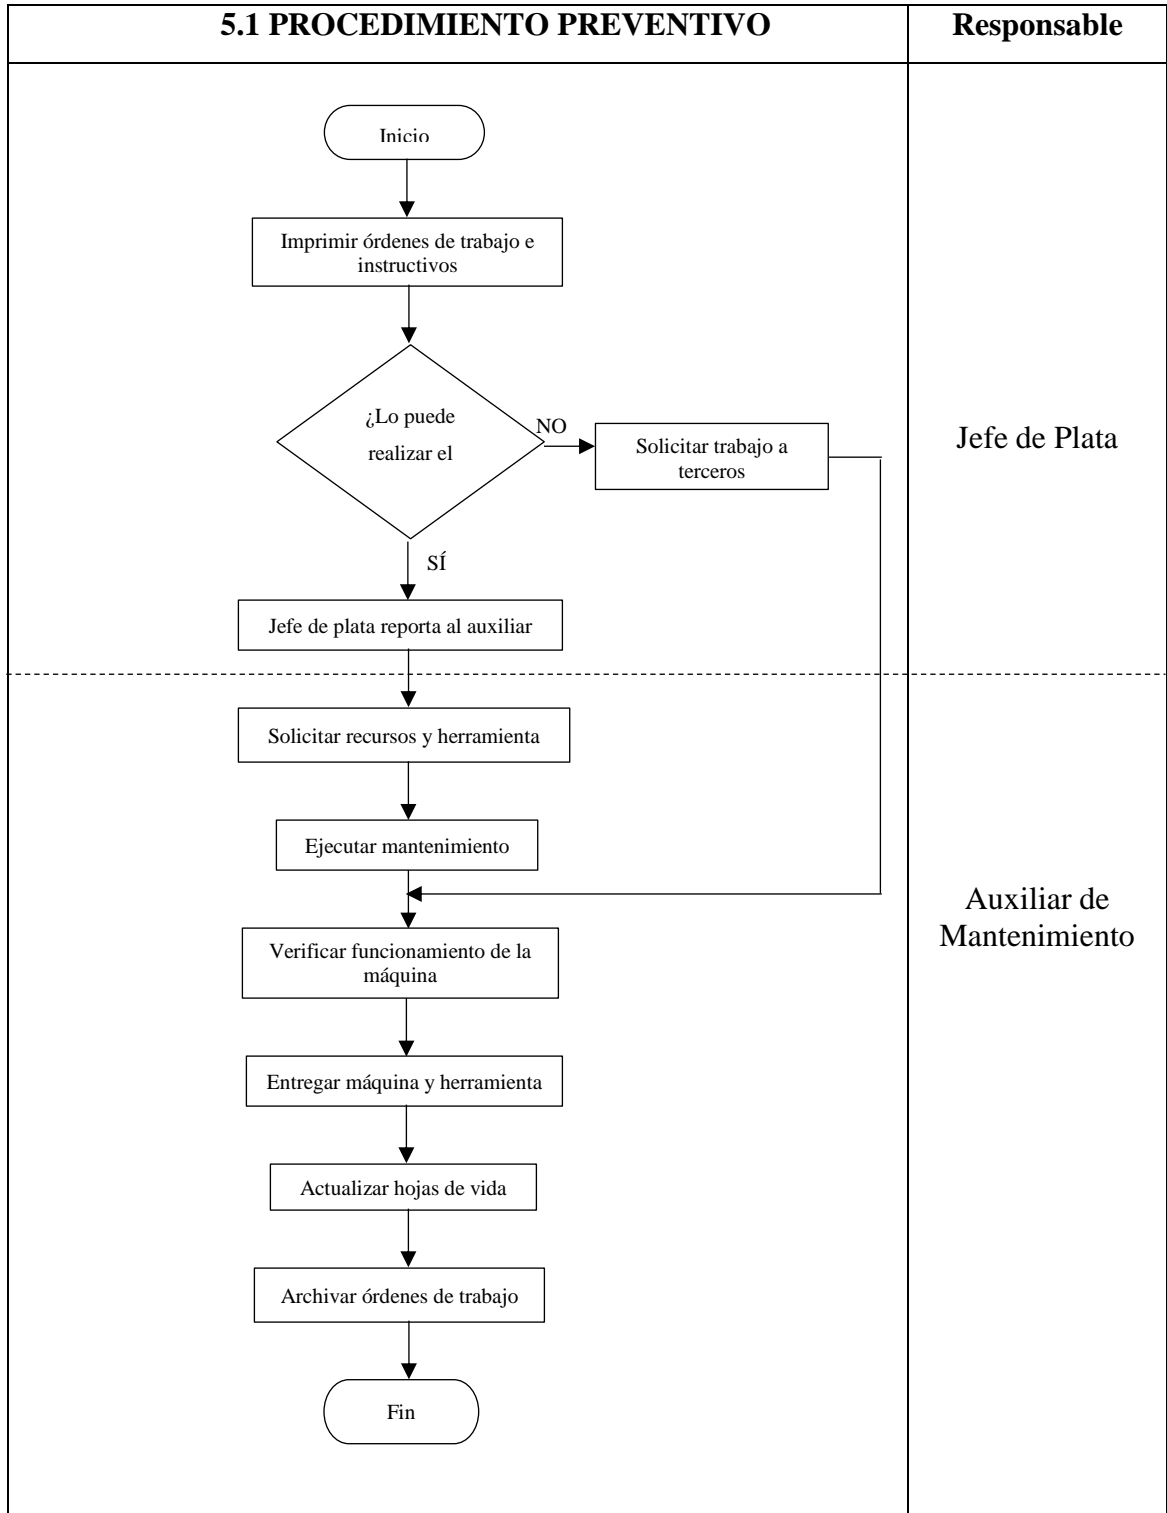 5.1 PROCEDIMIENTO PREVENTIVO
Responsable
Inicio
Imprimir órdenes de trabajo e
instructivos
¿Lo puede
realizar el
NO
Solicitar trabajo a
terceros
Jefe de Plata
SÍ
Jefe de plata reporta al auxiliar
Solicitar recursos y herramienta
Ejecutar mantenimiento
Auxiliar de
Mantenimiento
Verificar funcionamiento de la
máquina
Entregar máquina y herramienta
Actualizar hojas de vida
Archivar órdenes de trabajo
Fin